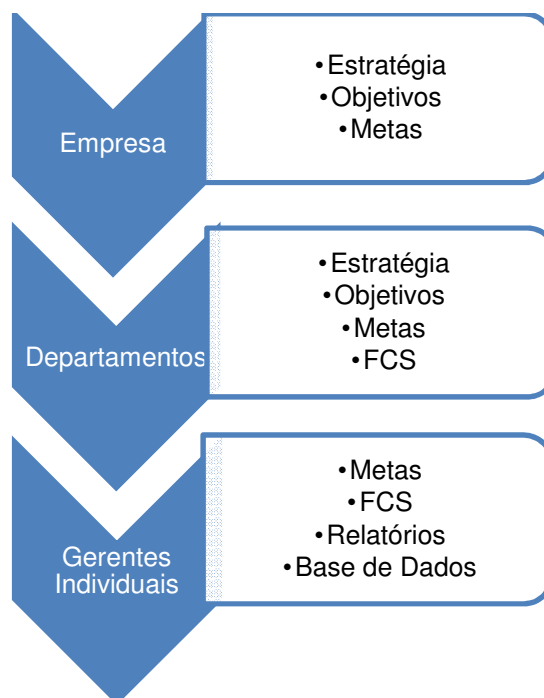 Empresa
•Estratégia
•Objetivos
•Metas
Departamentos
•Estratégia
•Objetivos
•Metas
•FCS
Gerentes
Individuais
•Metas
•FCS
•Relatórios
•Base de Dados